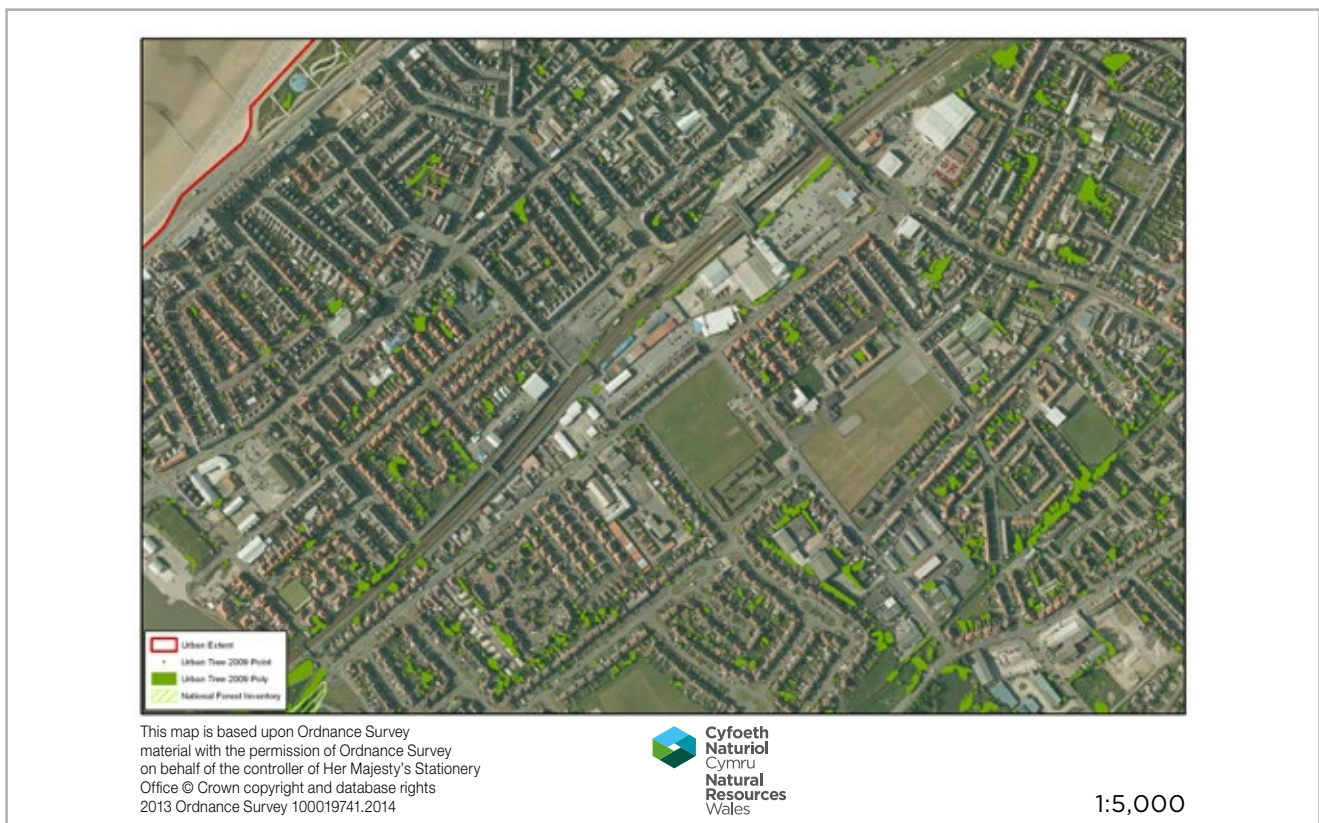 Urban Extent
Urban Tree 2009 Point
Urban Tree 2009 Poly
National Forest Inventory
This map is based upon Ordnance Survey
material with the permission of Ordnance Survey
on behalf of the controller of Her Majesty's Stationery
Office © Crown copyright and database rights
2013 Ordnance Survey 100019741.2014
Cyfoeth
Naturiol
Cymru
Natural
Resources
Wales
1:5,000